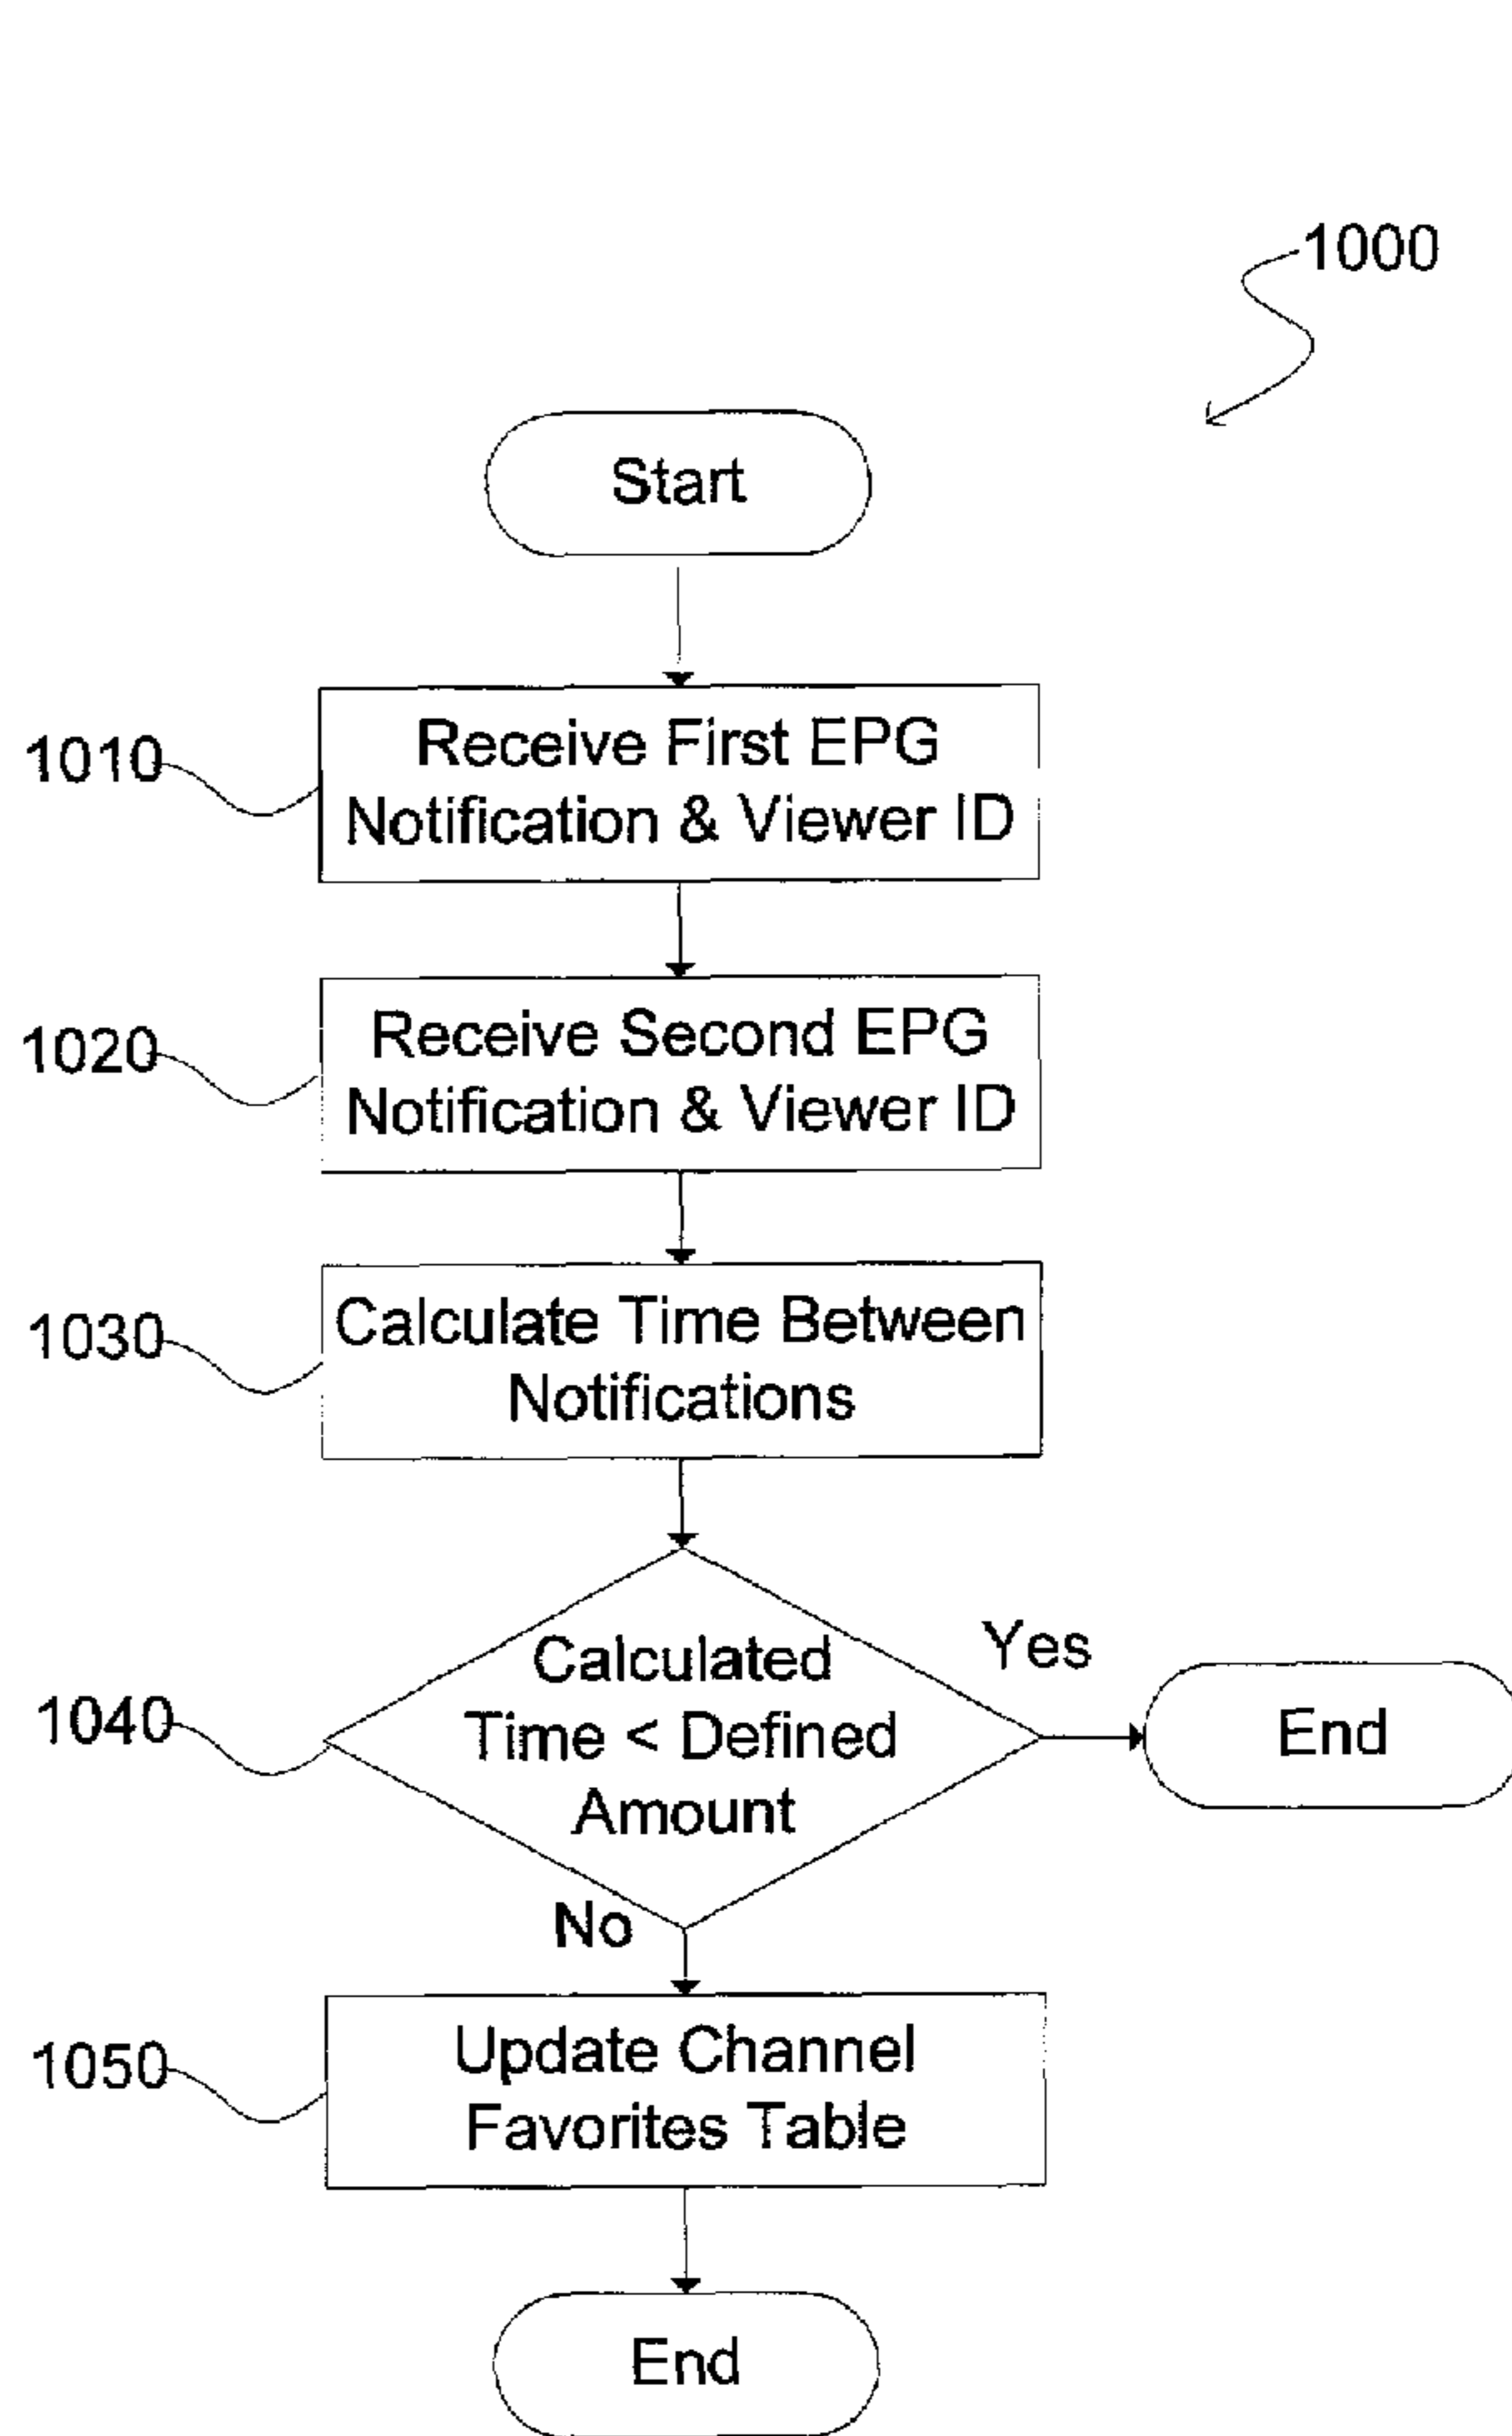 1000
Start
1010
Receive First EPG
Notification & Viewer ID
1020
Receive Second EPG
Notification & Viewer ID
1030
Calculate Time Between
Notifications
1040
Calculated
Time < Defined
Amount
Yes
End
No
1050
Update Channel
Favorites Table
End